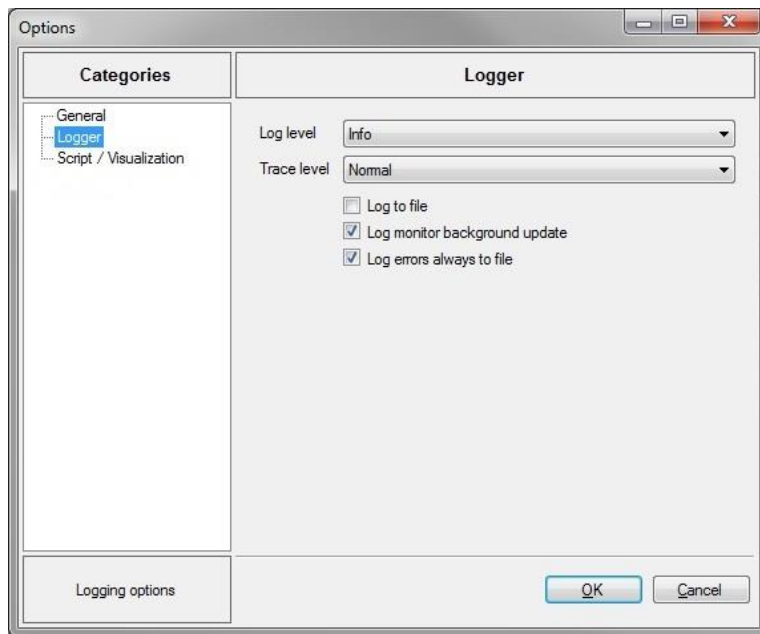 Options
Categories
Logger
General
Logger
Script / Visualization
Log level Info
Trace level Normal
Log to file
Log monitor background update
Log errors always to file
Logging options
OK Cancel